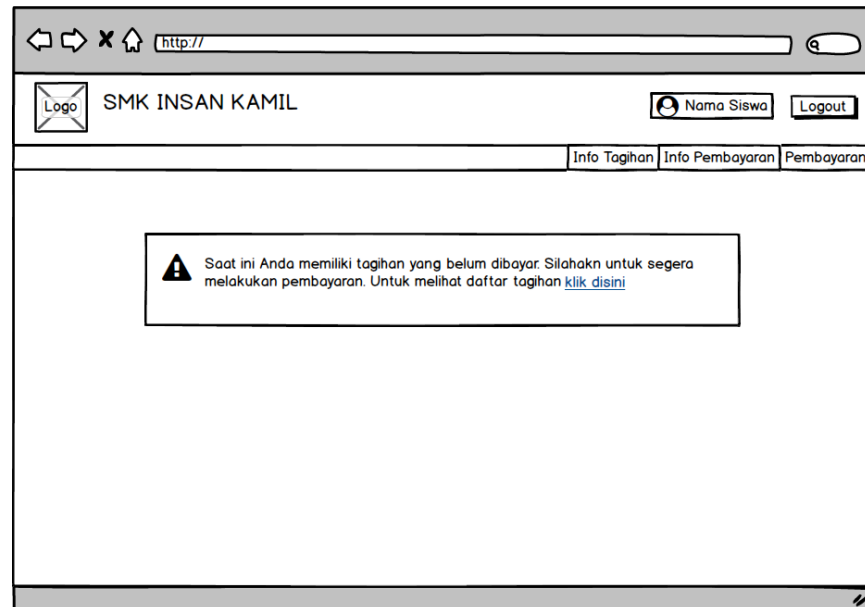 http://
Logo
SMK INSAN KAMIL
Nama Siswa
Logout
Info Tagihan
Info Pembayaran
Pembayaran
Saat ini Anda memiliki tagihan yang belum dibayar. Silahakn untuk segera
melakukan pembayaran. Untuk melihat daftar tagihan klik disini